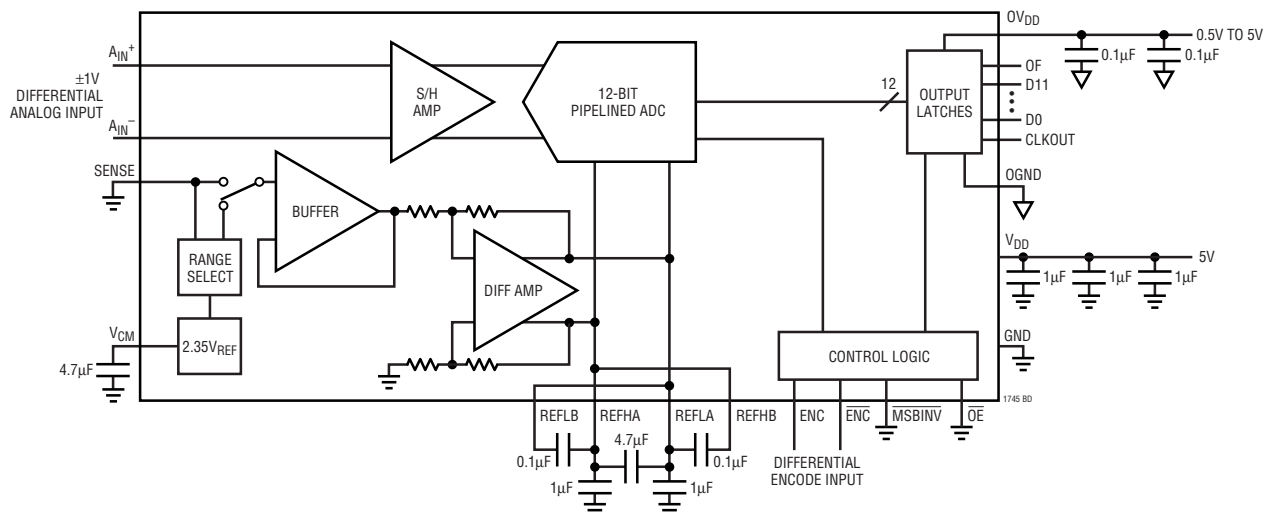 OVDD
0.5V TO 5V
0.1µF
0.1µF
AIN+
±1V
DIFFERENTIAL
ANALOG INPUT
AIN–
S/H
AMP
12-BIT
PIPELINED ADC
12
OUTPUT
LATCHES
OF
D11
D0
CLKOUT
OGND
SENSE
BUFFER
RANGE
SELECT
DIFF AMP
VDD
5V
1µF
1µF
1µF
VCM
2.35VREF
4.7µF
CONTROL LOGIC
GND
1745 BD
REFLB
REFHA
REFLA
REFHB
ENC
E̅N̅C̅
M̅S̅B̅I̅N̅V̅
O̅E̅
4.7µF
0.1µF
0.1µF
1µF
1µF
DIFFERENTIAL
ENCODE INPUT